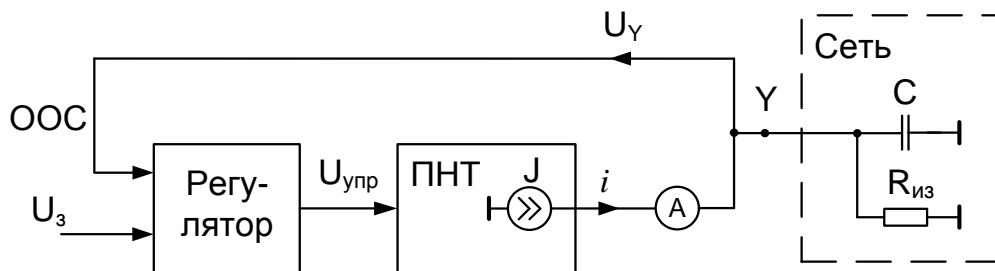 U_Y
Сеть
ООС
Y
C
Регу-
лятор
U_упр
ПНТ
J
i
A
R_из
U_з